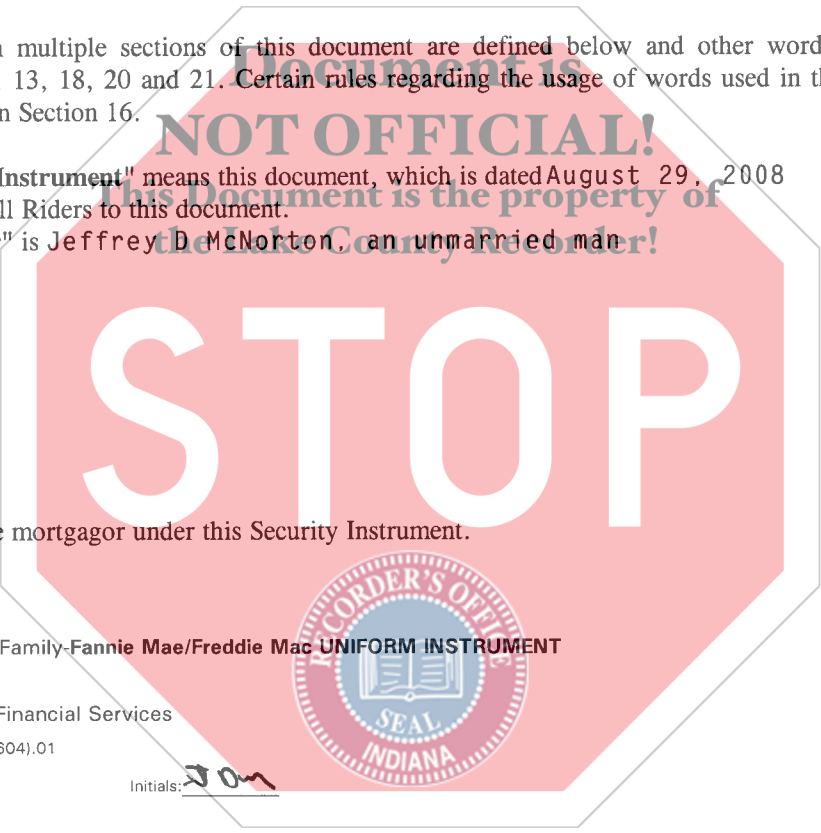 multiple sections of this document are defined below and other word
13, 18, 20 and 21. Certain rules regarding the usage of words used in th
n Section 16.
Document is
NOT OFFICIAL!
Instrument" means this document, which is dated August 29, 2008
This Document is the property of
ll Riders to this document.
the Lake County Recorder!
" is Jeffrey D McNorton, an unmarried man
STOP
e mortgagor under this Security Instrument.
RECORDER'S OFFICE
Family-Fannie Mae/Freddie Mac UNIFORM INSTRUMENT
SEAL
INDIANA
Financial Services
604).01
Initials: